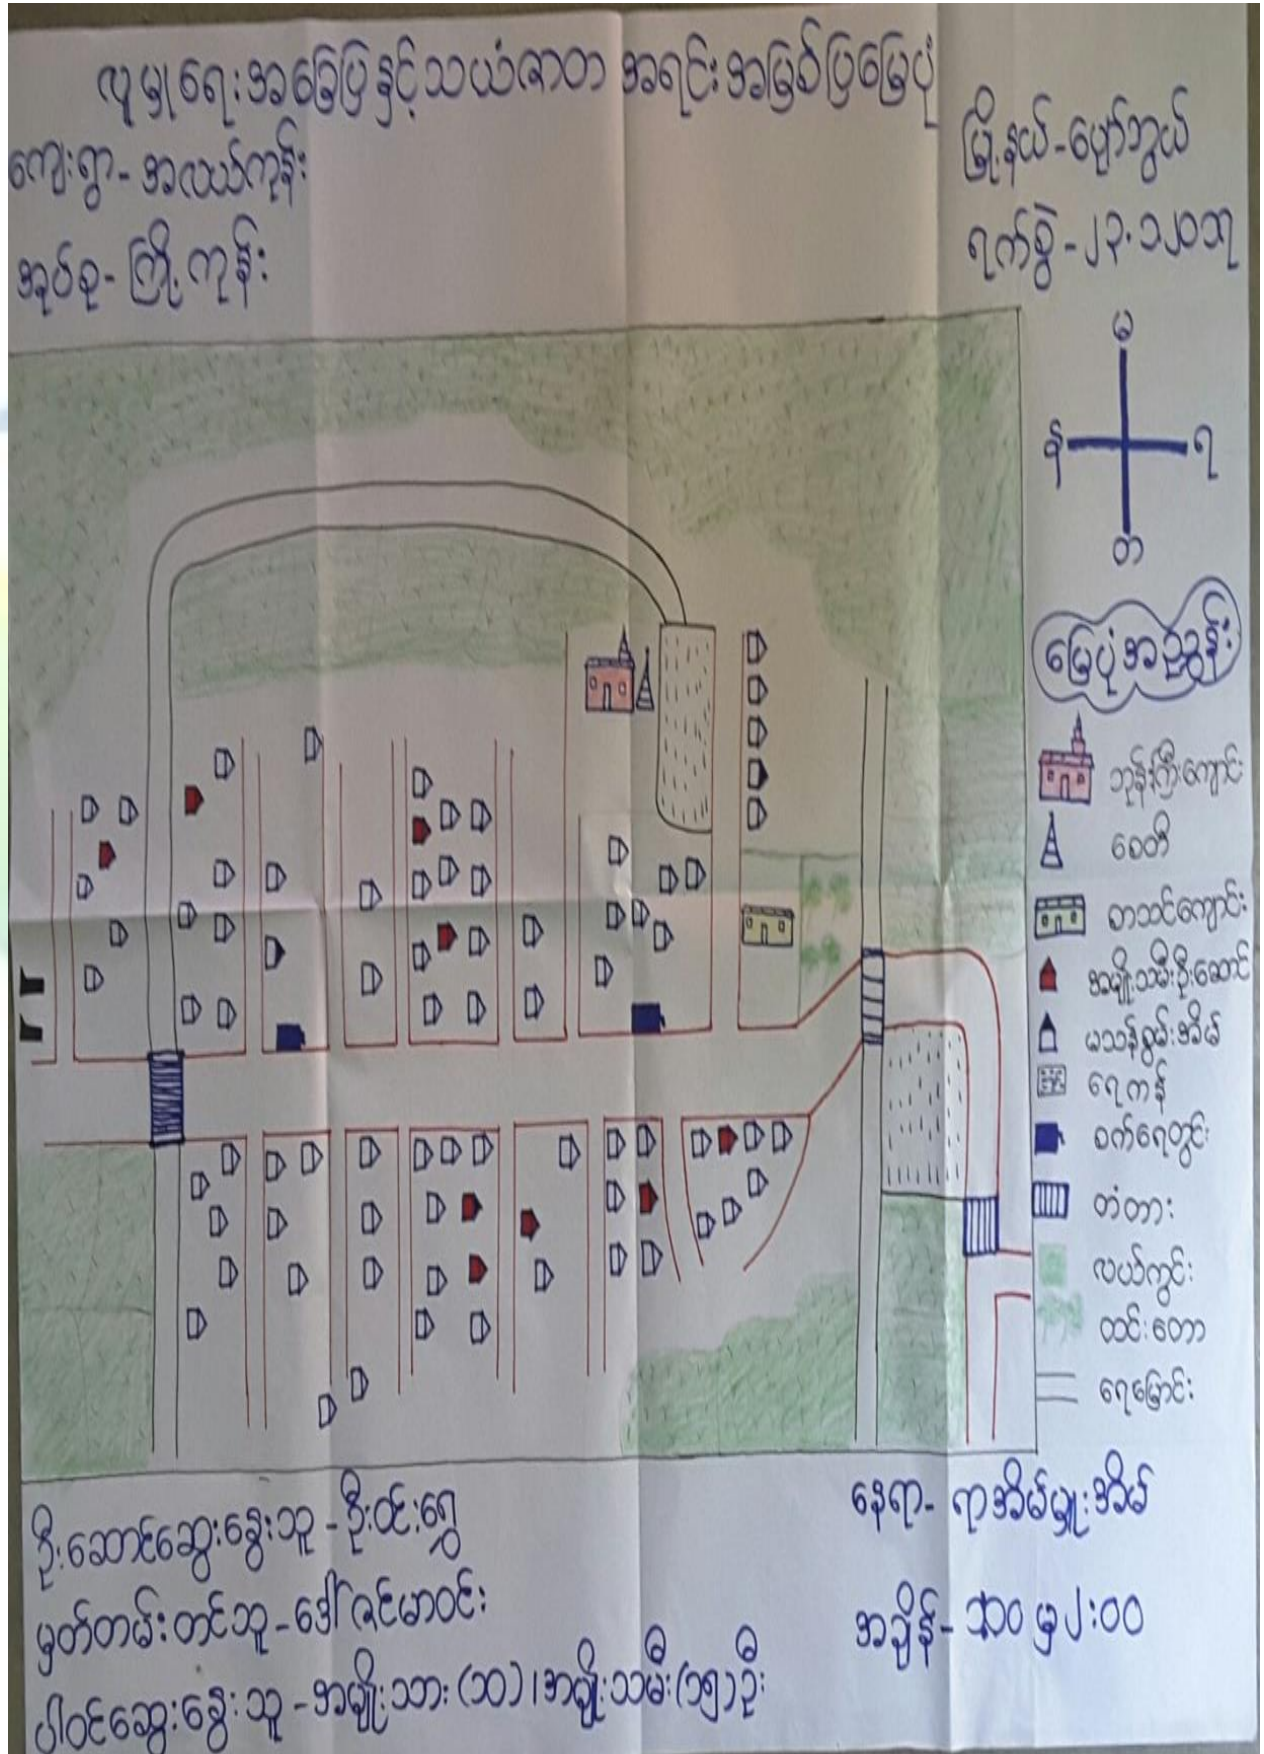 လူမှုရေးအခြေပြနှင့်သယံဇာတ အရင်းအမြစ်ပြမြေပုံ
ကျေးရွာ - အလယ်ကုန်း
မြို့နယ် - ပျော်ဘွယ်
အုပ်စု - ကြို့ကုန်း
ရက်စွဲ - ၂၃.၁၂၀၁၅
မ
န
ရ
တ
မြေပုံအညွှန်း
ဘုန်းကြီးကျောင်း
စေတီ
စာသင်ကျောင်း
အမျိုးသမီးဦးဆောင်
မသန်စွမ်းအိမ်
ရေကန်
စက်ရေတွင်း
တံတား
လယ်ကွင်း
ထင်းတော
ရေမြောင်း
ဦးဆောင်ဆွေးနွေးသူ - ဦးဝင်းရွှေ
နေရာ - ရာအိမ်မှူးအိမ်
မှတ်တမ်းတင်သူ - ဒေါ်ဇင်မာဝင်း
အချိန် - မှ၂:၀၀
ပါဝင်ဆွေးနွေးသူ - အမျိုးသား(၁၀)၊အမျိုးသမီး(၁၅)ဦး